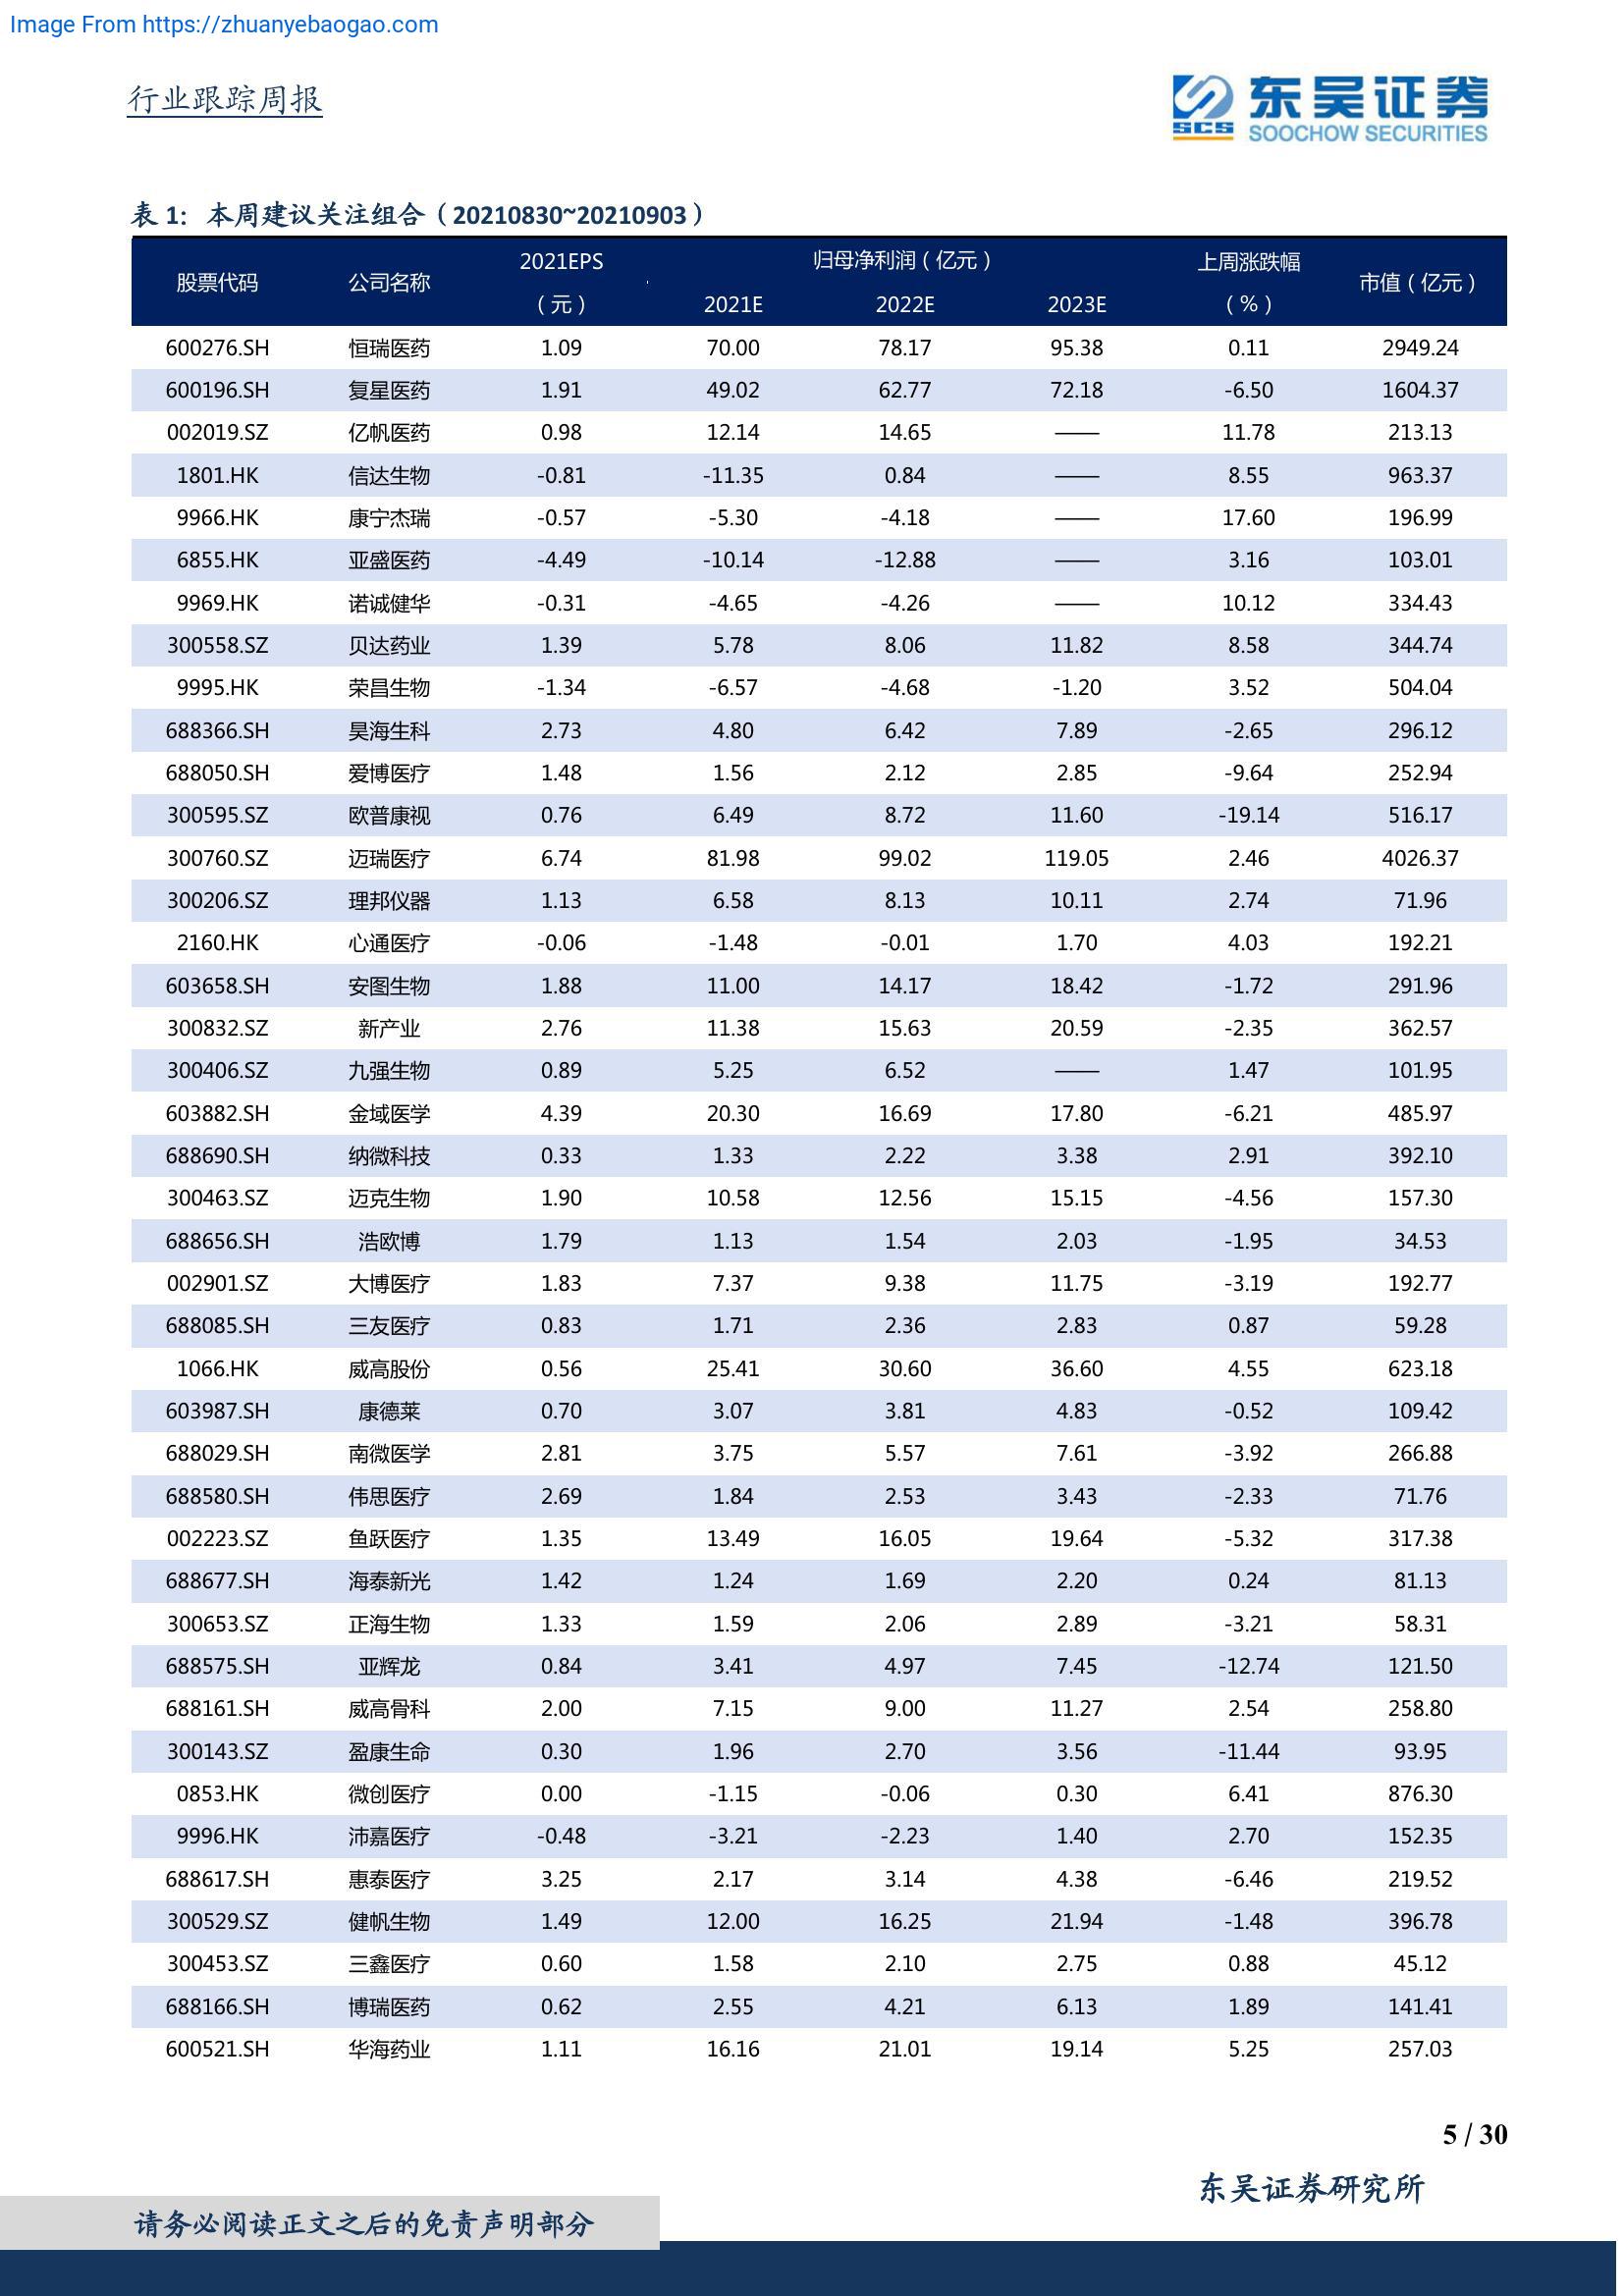 Image From https://zhuanyebaogao.com
行业跟踪周报
东吴证券
SCS SOOCHOW SECURITIES
表 1： 本周建议关注组合（20210830~20210903）
股票代码 公司名称 2021EPS（元） 归母净利润（亿元） 上周涨跌幅（%） 市值（亿元）
2021E 2022E 2023E
600276.SH 恒瑞医药 1.09 70.00 78.17 95.38 0.11 2949.24
600196.SH 复星医药 1.91 49.02 62.77 72.18 -6.50 1604.37
002019.SZ 亿帆医药 0.98 12.14 14.65 —— 11.78 213.13
1801.HK 信达生物 -0.81 -11.35 0.84 —— 8.55 963.37
9966.HK 康宁杰瑞 -0.57 -5.30 -4.18 —— 17.60 196.99
6855.HK 亚盛医药 -4.49 -10.14 -12.88 —— 3.16 103.01
9969.HK 诺诚健华 -0.31 -4.65 -4.26 —— 10.12 334.43
300558.SZ 贝达药业 1.39 5.78 8.06 11.82 8.58 344.74
9995.HK 荣昌生物 -1.34 -6.57 -4.68 -1.20 3.52 504.04
688366.SH 昊海生科 2.73 4.80 6.42 7.89 -2.65 296.12
688050.SH 爱博医疗 1.48 1.56 2.12 2.85 -9.64 252.94
300595.SZ 欧普康视 0.76 6.49 8.72 11.60 -19.14 516.17
300760.SZ 迈瑞医疗 6.74 81.98 99.02 119.05 2.46 4026.37
300206.SZ 理邦仪器 1.13 6.58 8.13 10.11 2.74 71.96
2160.HK 心通医疗 -0.06 -1.48 -0.01 1.70 4.03 192.21
603658.SH 安图生物 1.88 11.00 14.17 18.42 -1.72 291.96
300832.SZ 新产业 2.76 11.38 15.63 20.59 -2.35 362.57
300406.SZ 九强生物 0.89 5.25 6.52 —— 1.47 101.95
603882.SH 金域医学 4.39 20.30 16.69 17.80 -6.21 485.97
688690.SH 纳微科技 0.33 1.33 2.22 3.38 2.91 392.10
300463.SZ 迈克生物 1.90 10.58 12.56 15.15 -4.56 157.30
688656.SH 浩欧博 1.79 1.13 1.54 2.03 -1.95 34.53
002901.SZ 大博医疗 1.83 7.37 9.38 11.75 -3.19 192.77
688085.SH 三友医疗 0.83 1.71 2.36 2.83 0.87 59.28
1066.HK 威高股份 0.56 25.41 30.60 36.60 4.55 623.18
603987.SH 康德莱 0.70 3.07 3.81 4.83 -0.52 109.42
688029.SH 南微医学 2.81 3.75 5.57 7.61 -3.92 266.88
688580.SH 伟思医疗 2.69 1.84 2.53 3.43 -2.33 71.76
002223.SZ 鱼跃医疗 1.35 13.49 16.05 19.64 -5.32 317.38
688677.SH 海泰新光 1.42 1.24 1.69 2.20 0.24 81.13
300653.SZ 正海生物 1.33 1.59 2.06 2.89 -3.21 58.31
688575.SH 亚辉龙 0.84 3.41 4.97 7.45 -12.74 121.50
688161.SH 威高骨科 2.00 7.15 9.00 11.27 2.54 258.80
300143.SZ 盈康生命 0.30 1.96 2.70 3.56 -11.44 93.95
0853.HK 微创医疗 0.00 -1.15 -0.06 0.30 6.41 876.30
9996.HK 沛嘉医疗 -0.48 -3.21 -2.23 1.40 2.70 152.35
688617.SH 惠泰医疗 3.25 2.17 3.14 4.38 -6.46 219.52
300529.SZ 健帆生物 1.49 12.00 16.25 21.94 -1.48 396.78
300453.SZ 三鑫医疗 0.60 1.58 2.10 2.75 0.88 45.12
688166.SH 博瑞医药 0.62 2.55 4.21 6.13 1.89 141.41
600521.SH 华海药业 1.11 16.16 21.01 19.14 5.25 257.03
5 / 30
东吴证券研究所
请务必阅读正文之后的免责声明部分